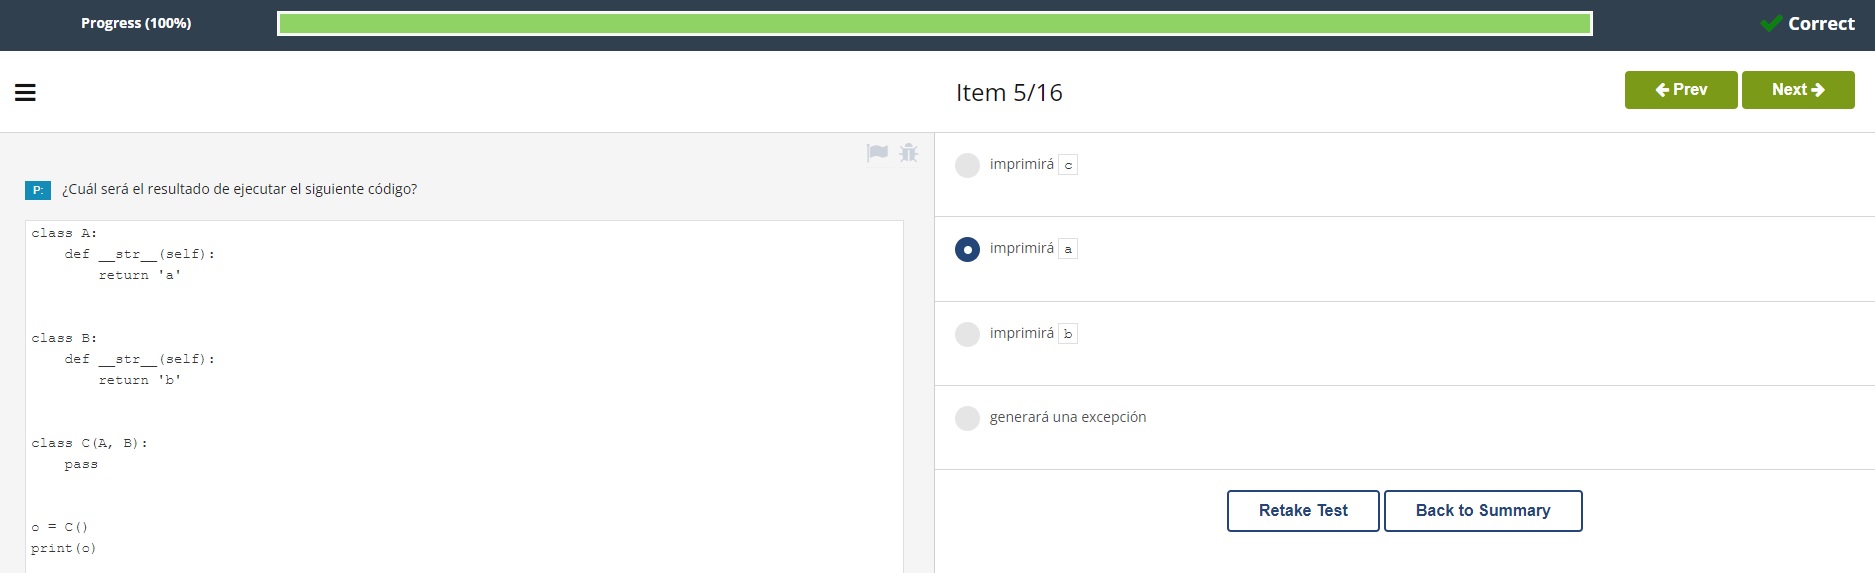 Progress (100%)
Correct
Item 5/16
Prev
Next
P: ¿Cuál será el resultado de ejecutar el siguiente código?
class A:
    def __str__(self):
        return 'a'
class B:
    def __str__(self):
        return 'b'
class C(A, B):
    pass
o = C()
print(o)
imprimirá c
imprimirá a
imprimirá b
generará una excepción
Retake Test
Back to Summary